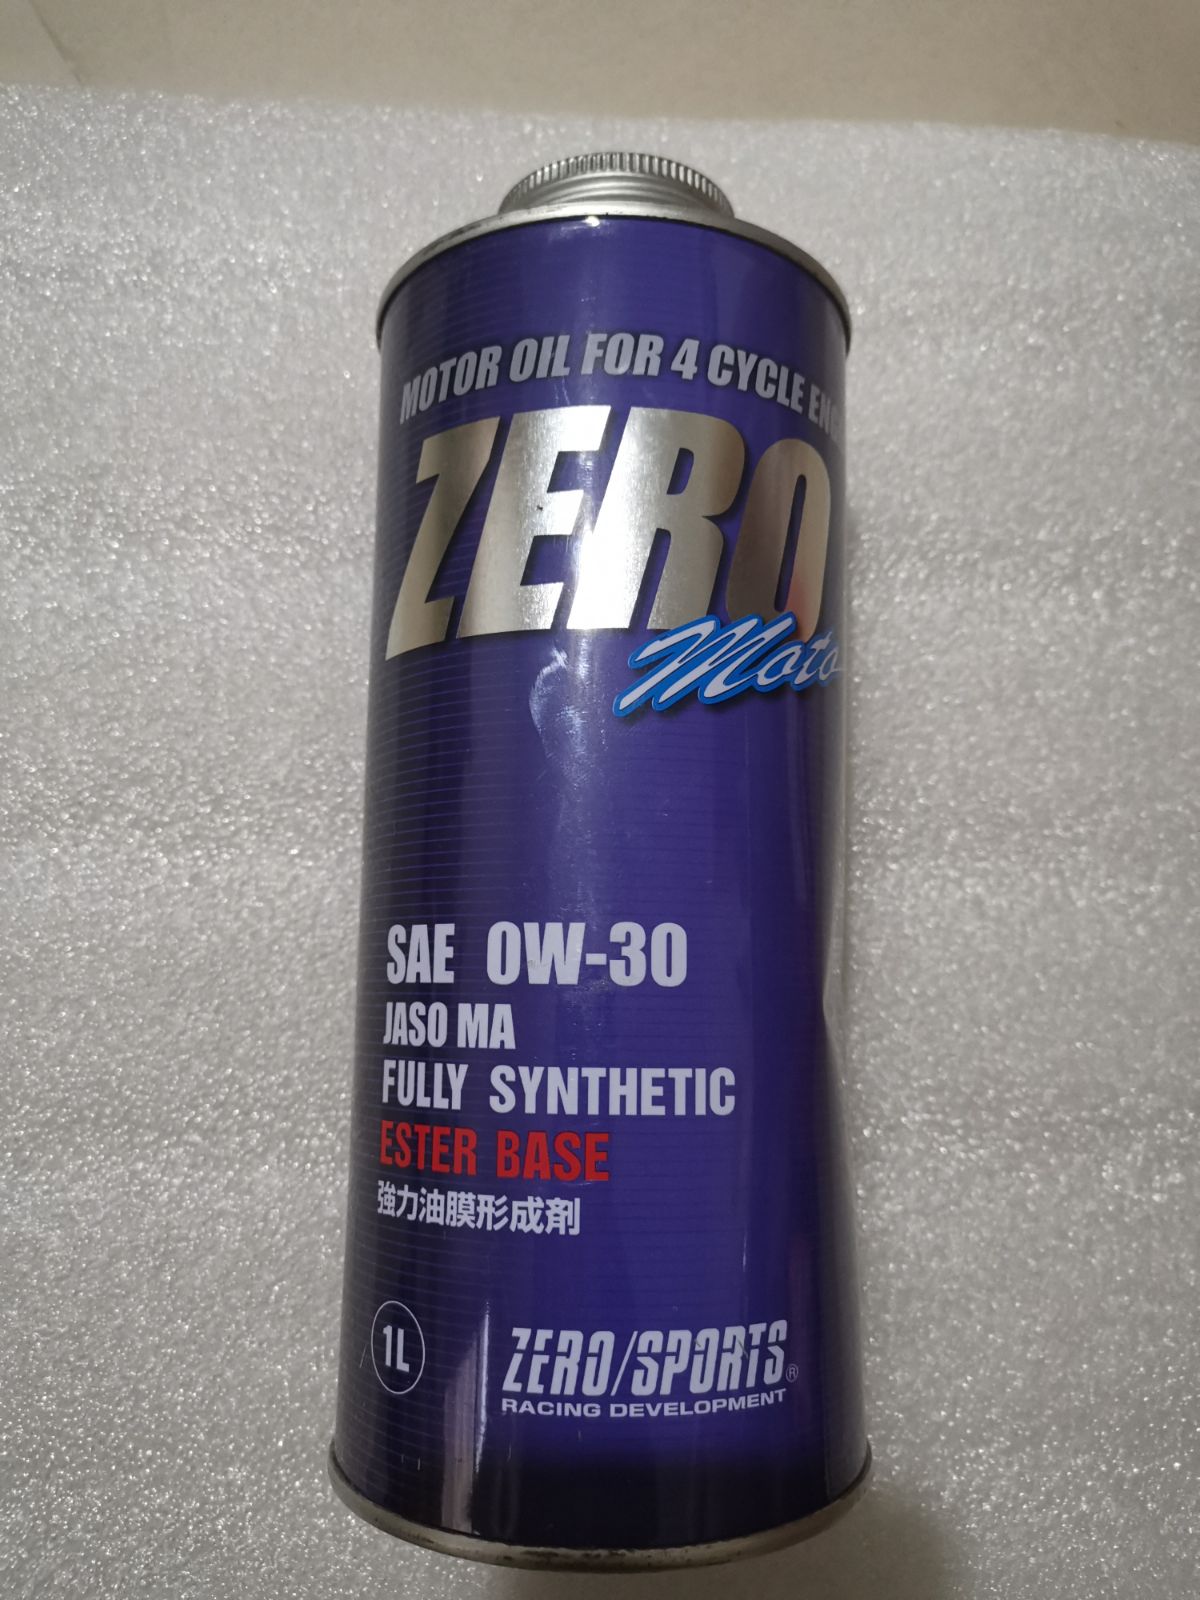 MOTOR OIL FOR 4 CYCLE
ZERO
Moto
SAE 0W-30
JASO MA
FULLY SYNTHETIC
ESTER BASE
強力油膜形成剤
1L
ZERO/SPORTS®
RACING DEVELOPMENT